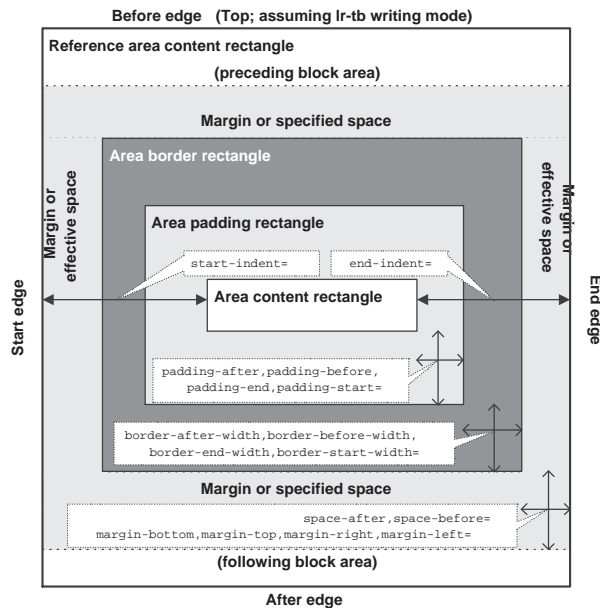 Before edge (Top; assuming lr-tb writing mode)
Reference area content rectangle
(preceding block area)
Margin or specified space
Area border rectangle
Margin or
effective space
Margin or
effective space
Area padding rectangle
start-indent=
end-indent=
Area content rectangle
Start edge
End edge
padding-after,padding-before,
padding-end,padding-start=
border-after-width,border-before-width,
border-end-width,border-start-width=
Margin or specified space
space-after,space-before=
margin-bottom,margin-top,margin-right,margin-left=
(following block area)
After edge